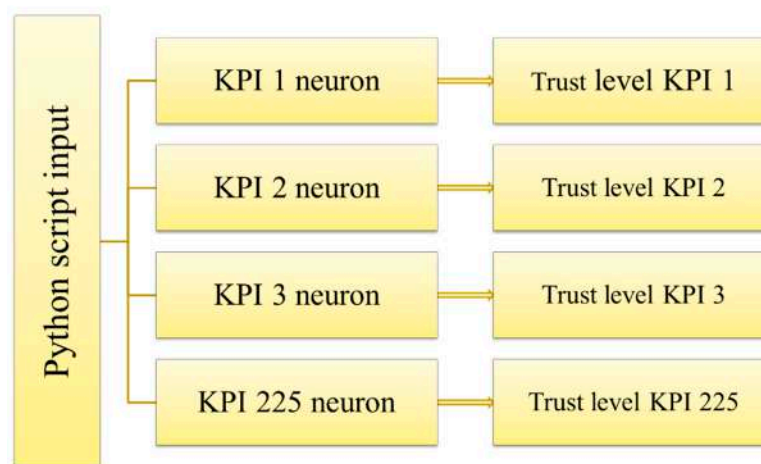 Python script input
KPI 1 neuron
Trust level KPI 1
KPI 2 neuron
Trust level KPI 2
KPI 3 neuron
Trust level KPI 3
KPI 225 neuron
Trust level KPI 225